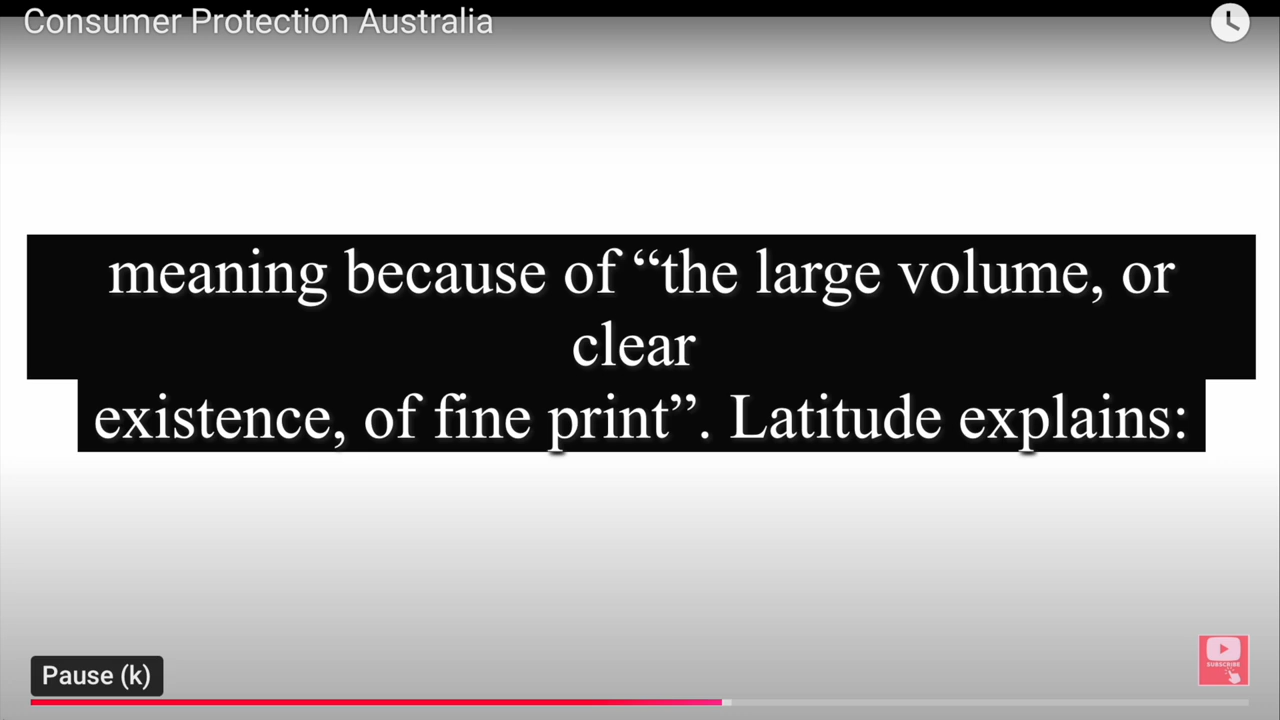 Consumer Protection Australia
meaning because of “the large volume, or
clear
existence, of fine print”. Latitude explains:
SUBSCRIBE
Pause (k)